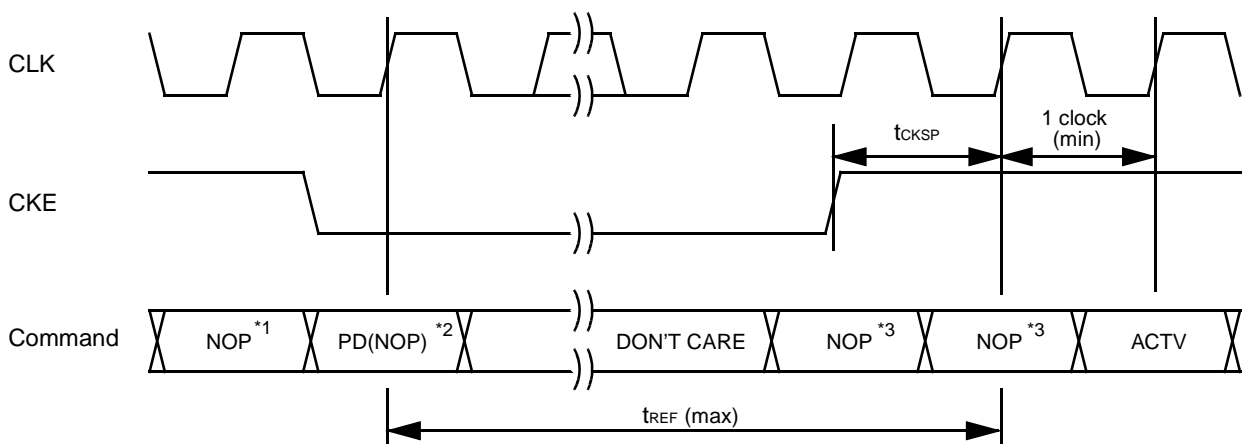 CLK
tCKSP
1 clock
(min)
CKE
Command
NOP *1
PD(NOP) *2
DON'T CARE
NOP *3
NOP *3
ACTV
tREF (max)